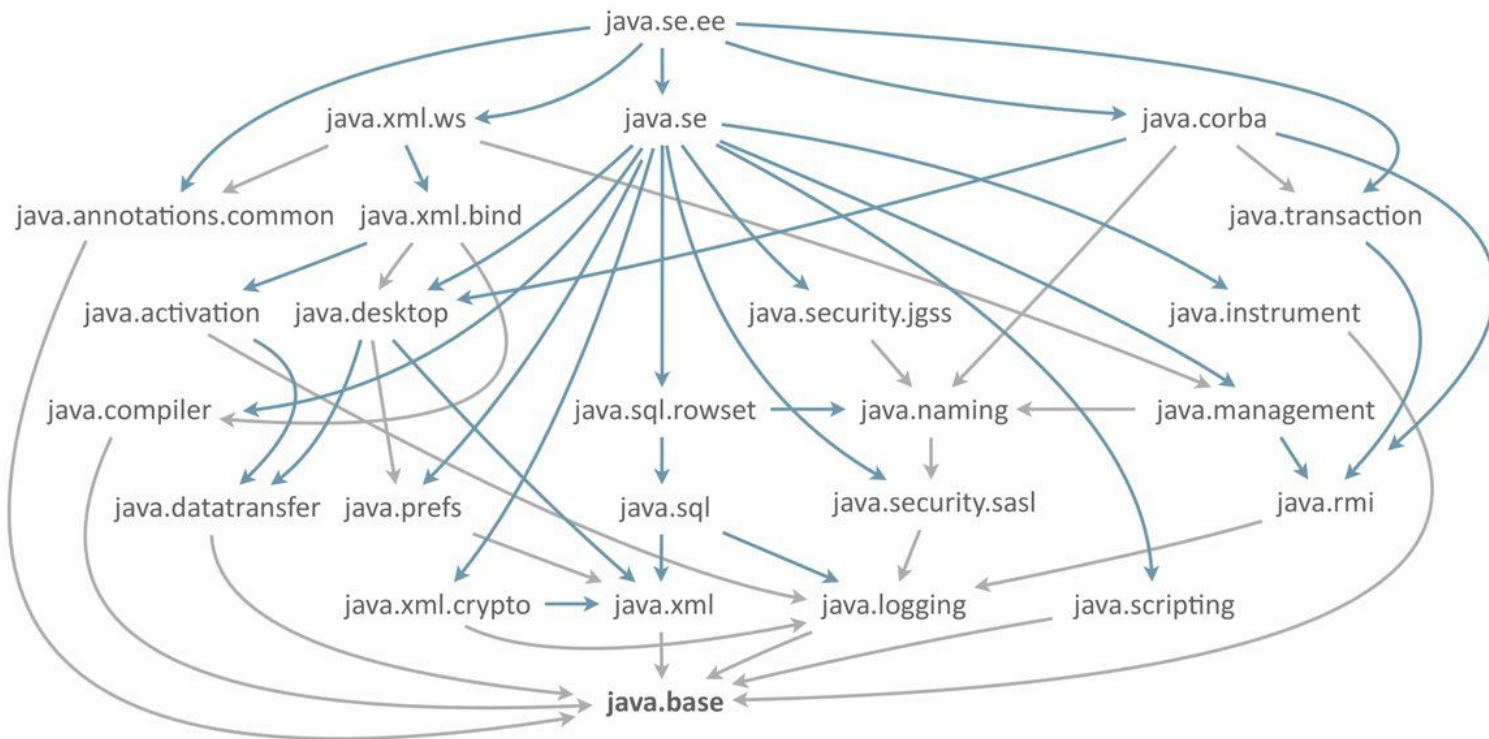 java.se.ee
java.xml.ws
java.se
java.corba
java.annotations.common
java.xml.bind
java.transaction
java.activation
java.desktop
java.security.jgss
java.instrument
java.compiler
java.sql.rowset
java.naming
java.management
java.datatransfer
java.prefs
java.sql
java.security.sasl
java.rmi
java.xml.crypto
java.xml
java.logging
java.scripting
java.base